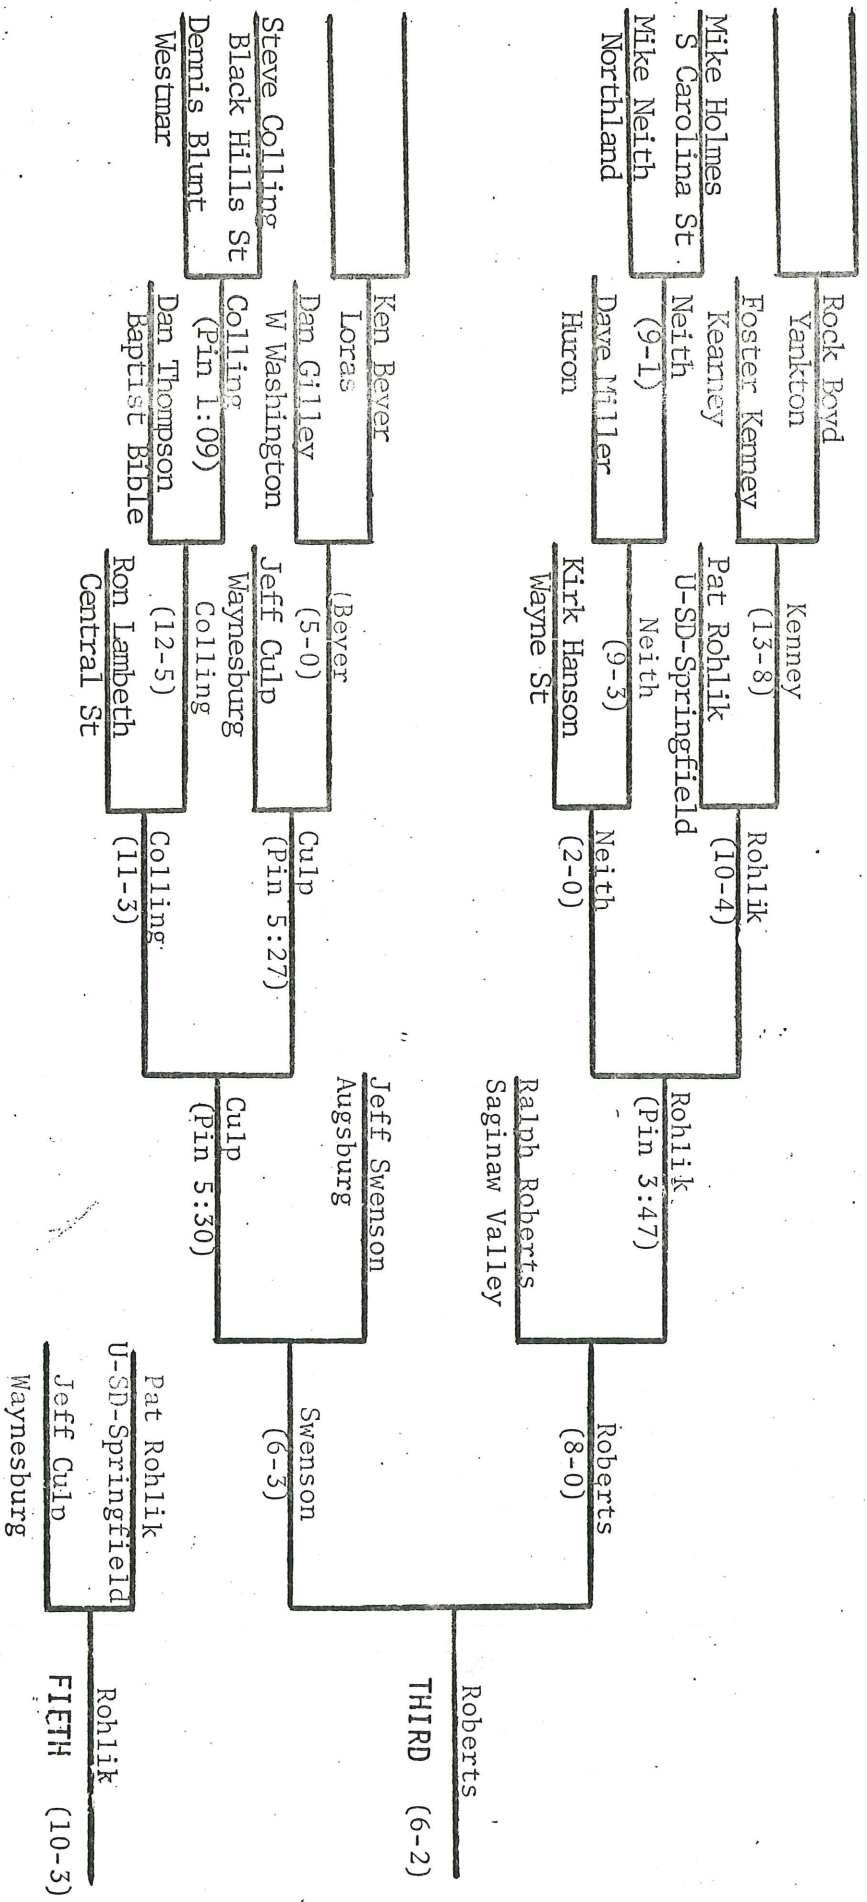 Rock Boyd
Yankton
Foster Kenney
Kearney
Mike Holmes
S Carolina St
Mike Neith
Northland
Neith
(9-1)
Dave Miller
Huron
Kenney
(13-8)
Pat Rohlik
U-SD-Springfield
Neith
(9-3)
Kirk Hanson
Wayne St
Rohlik
(10-4)
Neith
(2-0)
Rohlik
(Pin 3:47)
Ralph Roberts
Saginaw Valley
Roberts
(8-0)
Ken Bever
Loras
Dan Gilley
W Washington
Steve Colling
Black Hills St
Dennis Blunt
Westmar
Colling
(Pin 1:09)
Dan Thompson
Baptist Bible
(Bever
(5-0)
Jeff Culp
Waynesburg
Colling
(12-5)
Ron Lambeth
Central St
Culp
(Pin 5:27)
Colling
(11-3)
Jeff Swenson
Augsburg
Culp
(Pin 5:30)
Swenson
(6-3)
Roberts
THIRD (6-2)
Pat Rohlik
U-SD-Springfield
Jeff Culp
Waynesburg
Rohlik
FIETH (10-3)